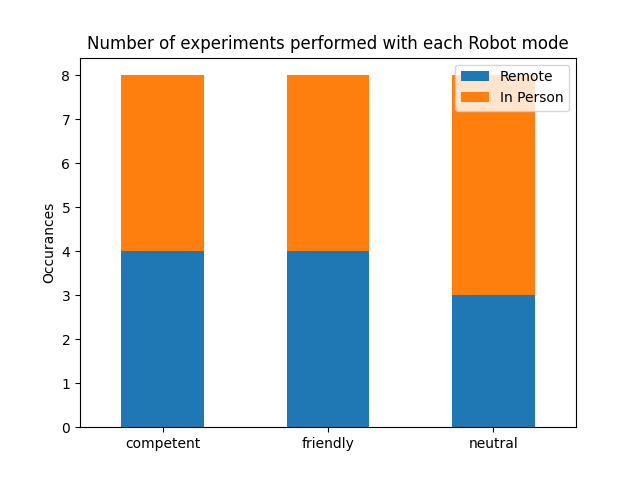 Number of experiments performed with each Robot mode
Remote
In Person
Occurances
8
7
6
5
4
3
2
1
0
competent
friendly
neutral